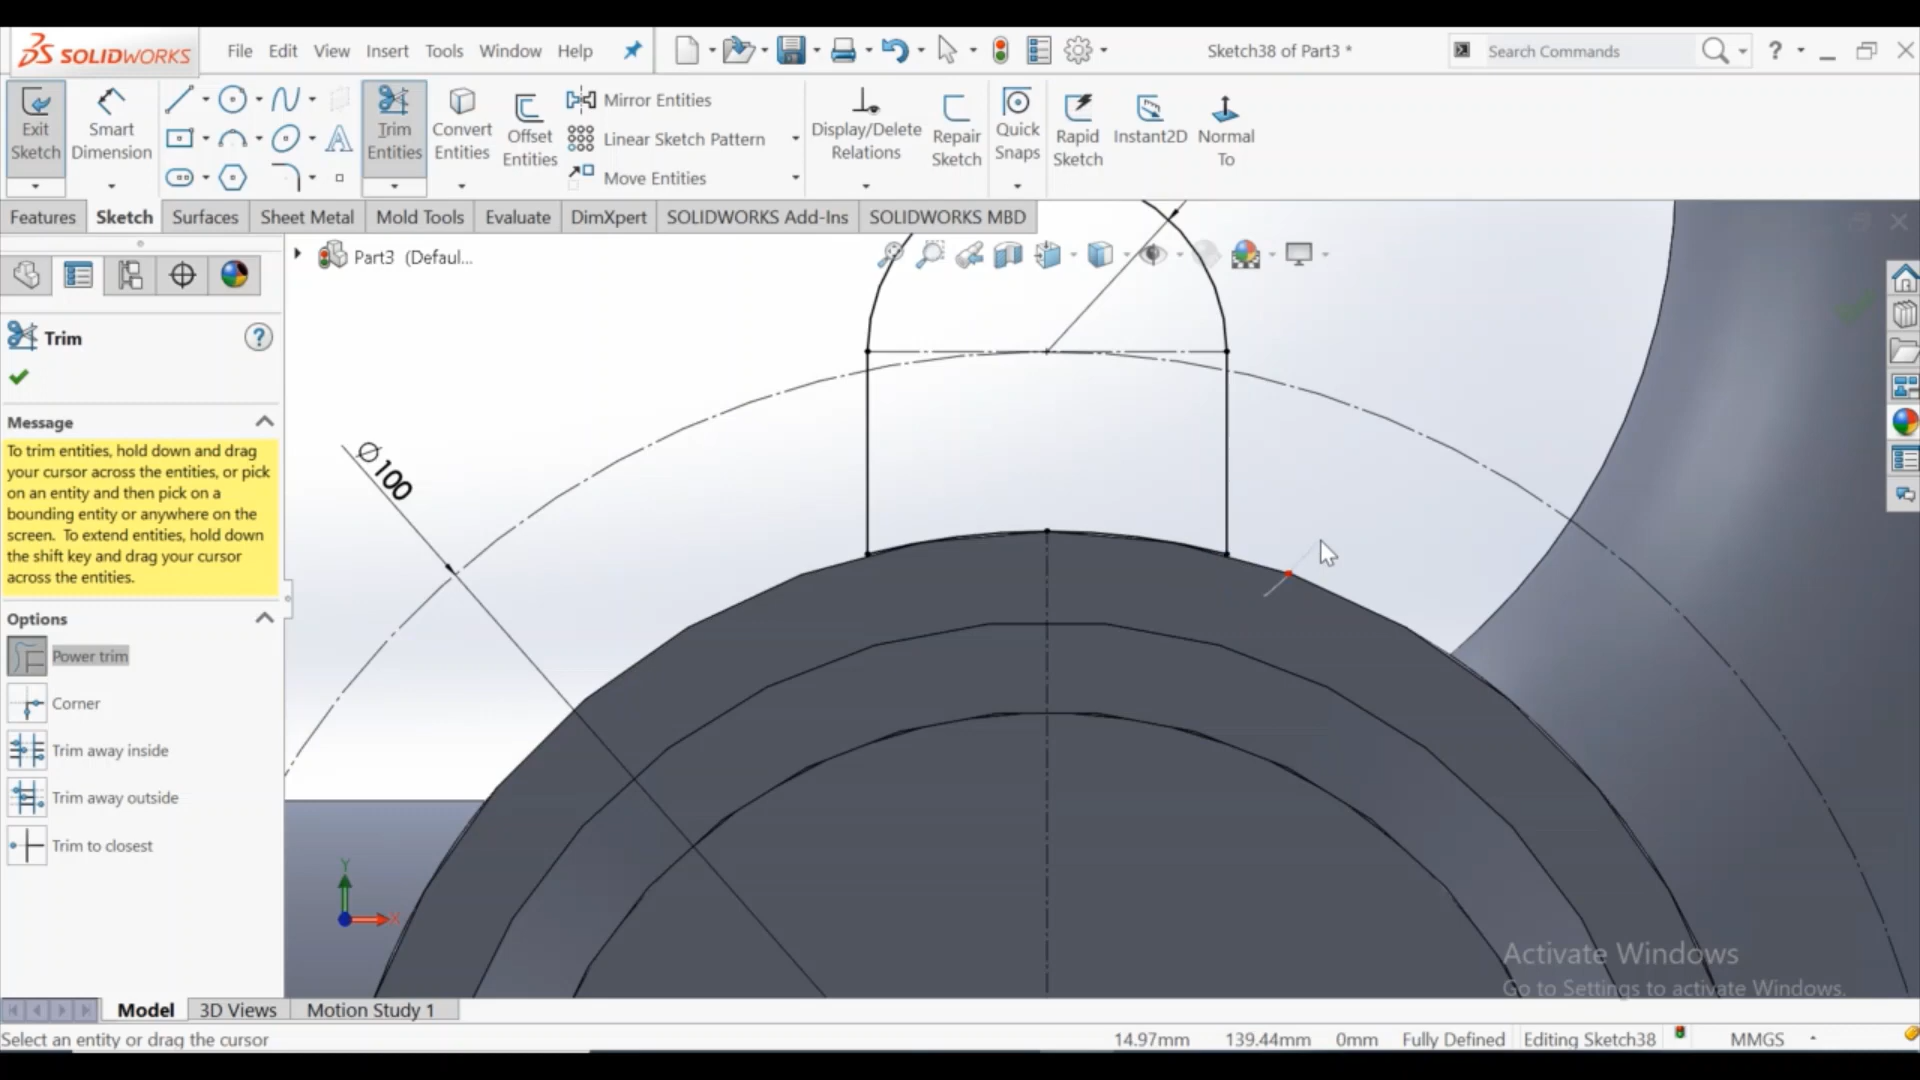 SOLIDWORKS
File Edit View Insert Tools Window Help
Sketch38 of Part3 *
Search Commands
?
Exit Sketch
Smart Dimension
Trim Entities
Convert Entities
Offset Entities
Mirror Entities
Linear Sketch Pattern
Move Entities
Display/Delete Relations
Repair Sketch
Quick Snaps
Rapid Sketch
Instant2D
Normal To
Features Sketch Surfaces Sheet Metal Mold Tools Evaluate DimXpert SOLIDWORKS Add-Ins SOLIDWORKS MBD
Part3 (Defaul...
Trim
?
Message
To trim entities, hold down and drag
your cursor across the entities, or pick
on an entity and then pick on a
bounding entity or anywhere on the
screen. To extend entities, hold down
the shift key and drag your cursor
across the entities.
Options
Power trim
Corner
Trim away inside
Trim away outside
Trim to closest
∅100
Y
X
Activate Windows
Go to Settings to activate Windows.
Model 3D Views Motion Study 1
Select an entity or drag the cursor
14.97mm 139.44mm 0mm Fully Defined Editing Sketch38 MMGS